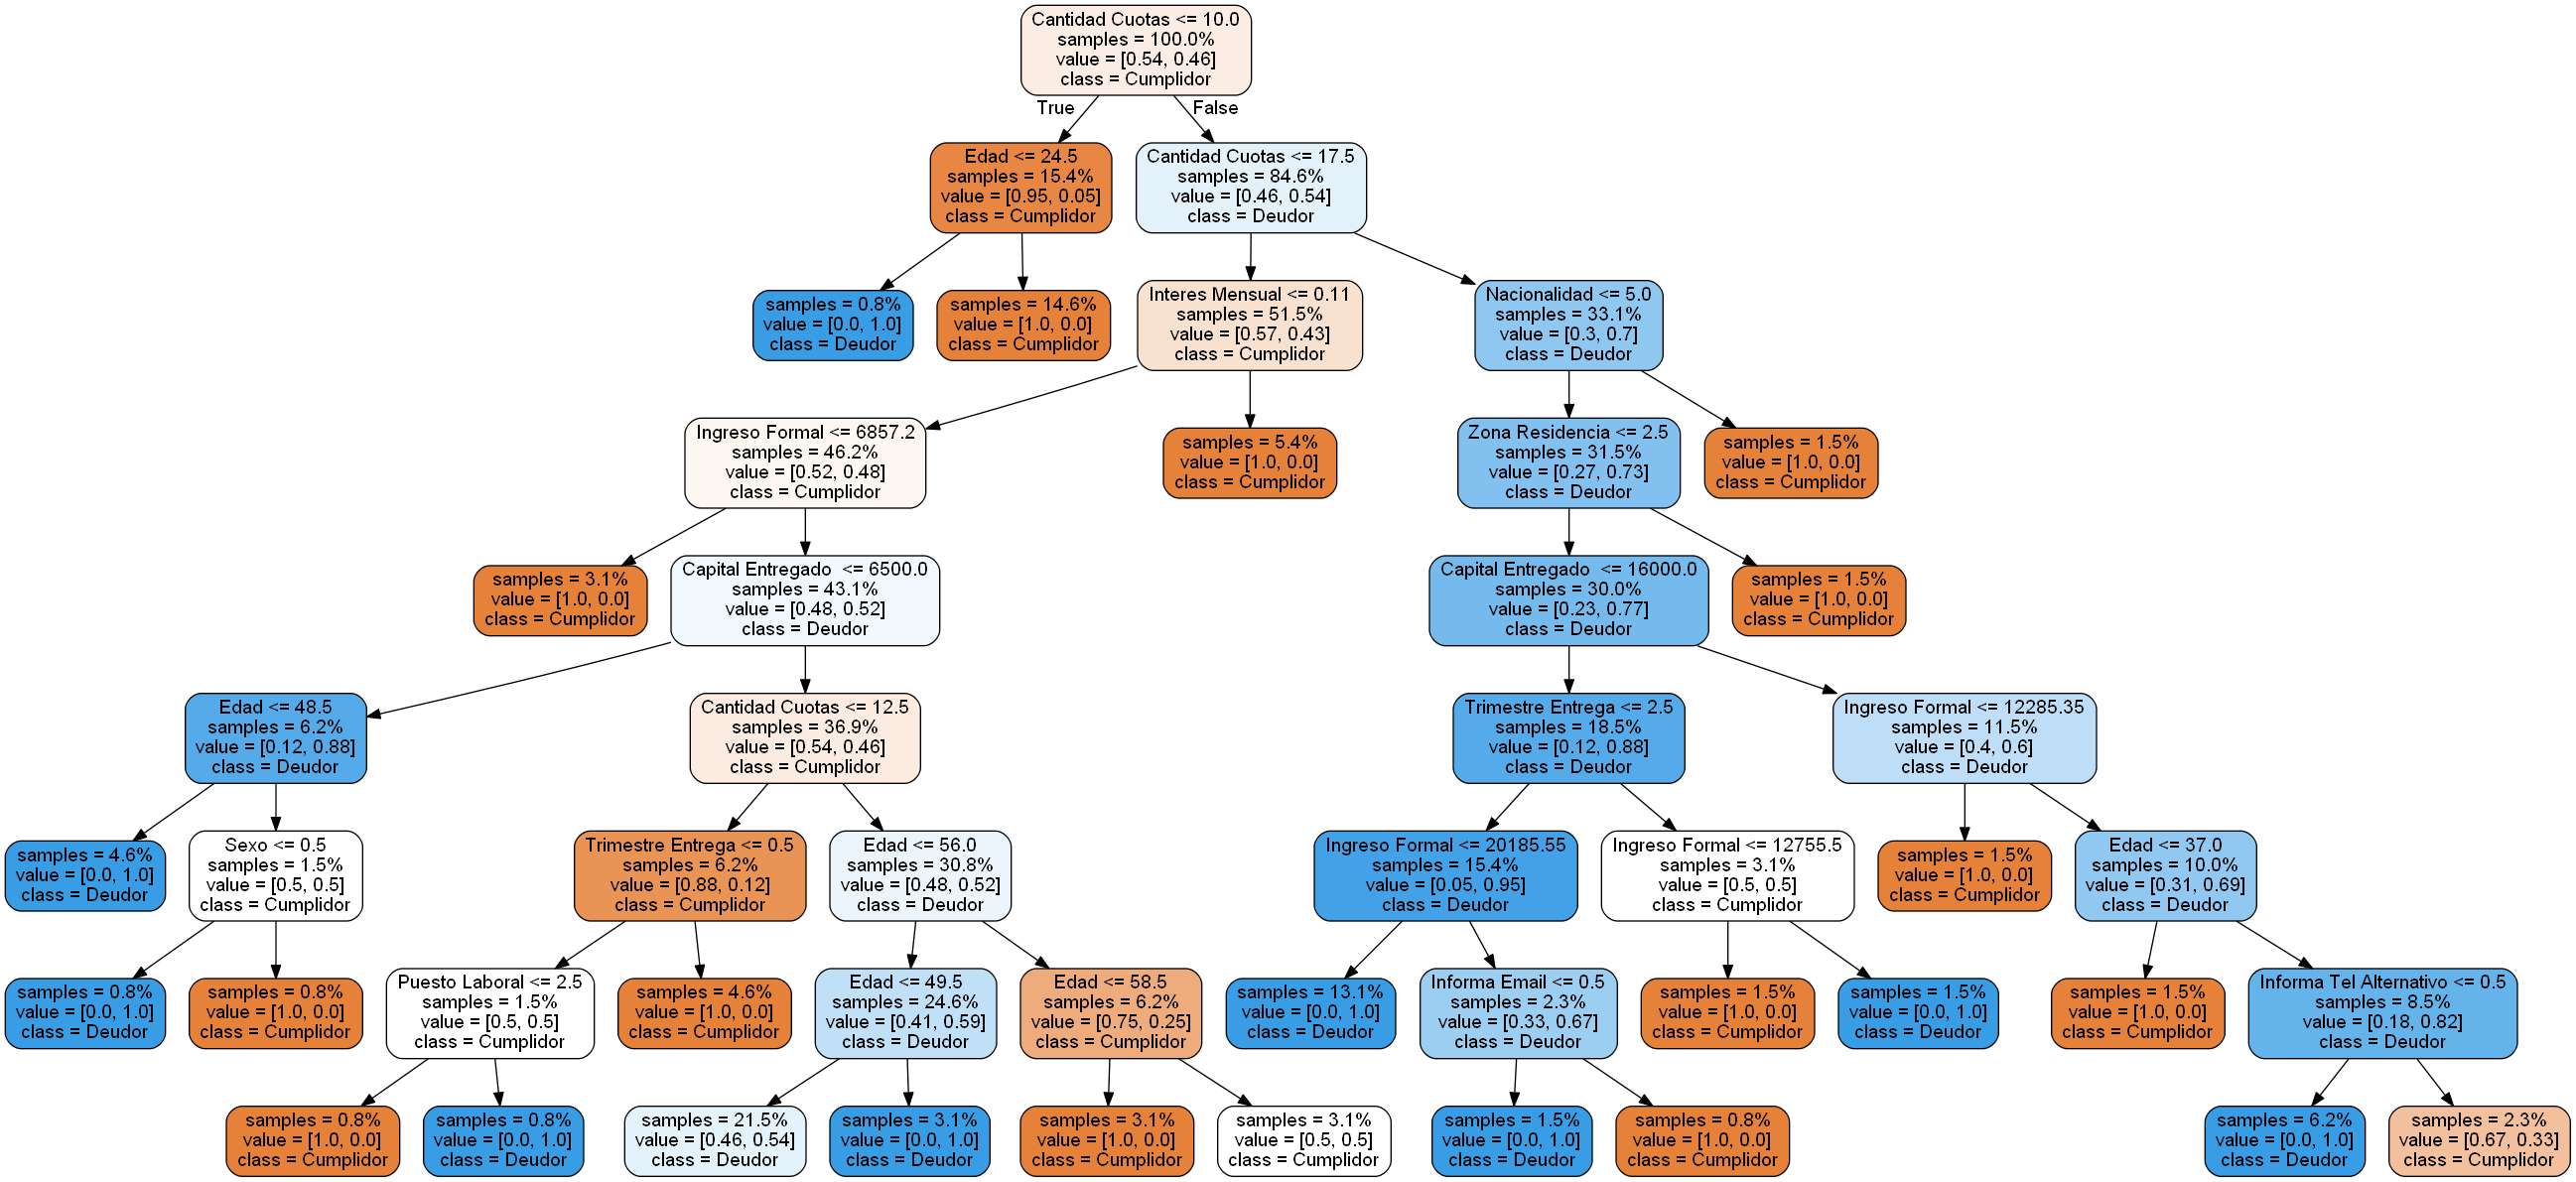 Cantidad Cuotas <= 10.0
samples = 100.0%
value = [0.54, 0.46]
class = Cumplidor
True
False
Edad <= 24.5
samples = 15.4%
value = [0.95, 0.05]
class = Cumplidor
Cantidad Cuotas <= 17.5
samples = 84.6%
value = [0.46, 0.54]
class = Deudor
samples = 0.8%
value = [0.0, 1.0]
class = Deudor
samples = 14.6%
value = [1.0, 0.0]
class = Cumplidor
Interes Mensual <= 0.11
samples = 51.5%
value = [0.57, 0.43]
class = Cumplidor
Nacionalidad <= 5.0
samples = 33.1%
value = [0.3, 0.7]
class = Deudor
Ingreso Formal <= 6857.2
samples = 46.2%
value = [0.52, 0.48]
class = Cumplidor
samples = 5.4%
value = [1.0, 0.0]
class = Cumplidor
Zona Residencia <= 2.5
samples = 31.5%
value = [0.27, 0.73]
class = Deudor
samples = 1.5%
value = [1.0, 0.0]
class = Cumplidor
samples = 3.1%
value = [1.0, 0.0]
class = Cumplidor
Capital Entregado <= 6500.0
samples = 43.1%
value = [0.48, 0.52]
class = Deudor
Capital Entregado <= 16000.0
samples = 30.0%
value = [0.23, 0.77]
class = Deudor
samples = 1.5%
value = [1.0, 0.0]
class = Cumplidor
Edad <= 48.5
samples = 6.2%
value = [0.12, 0.88]
class = Deudor
Cantidad Cuotas <= 12.5
samples = 36.9%
value = [0.54, 0.46]
class = Cumplidor
Trimestre Entrega <= 2.5
samples = 18.5%
value = [0.12, 0.88]
class = Deudor
Ingreso Formal <= 12285.35
samples = 11.5%
value = [0.4, 0.6]
class = Deudor
samples = 4.6%
value = [0.0, 1.0]
class = Deudor
Sexo <= 0.5
samples = 1.5%
value = [0.5, 0.5]
class = Cumplidor
Trimestre Entrega <= 0.5
samples = 6.2%
value = [0.88, 0.12]
class = Cumplidor
Edad <= 56.0
samples = 30.8%
value = [0.48, 0.52]
class = Deudor
Ingreso Formal <= 20185.55
samples = 15.4%
value = [0.05, 0.95]
class = Deudor
Ingreso Formal <= 12755.5
samples = 3.1%
value = [0.5, 0.5]
class = Cumplidor
samples = 1.5%
value = [1.0, 0.0]
class = Cumplidor
Edad <= 37.0
samples = 10.0%
value = [0.31, 0.69]
class = Deudor
samples = 0.8%
value = [0.0, 1.0]
class = Deudor
samples = 0.8%
value = [1.0, 0.0]
class = Cumplidor
Puesto Laboral <= 2.5
samples = 1.5%
value = [0.5, 0.5]
class = Cumplidor
samples = 4.6%
value = [1.0, 0.0]
class = Cumplidor
Edad <= 49.5
samples = 24.6%
value = [0.41, 0.59]
class = Deudor
Edad <= 58.5
samples = 6.2%
value = [0.75, 0.25]
class = Cumplidor
samples = 13.1%
value = [0.0, 1.0]
class = Deudor
Informa Email <= 0.5
samples = 2.3%
value = [0.33, 0.67]
class = Deudor
samples = 1.5%
value = [1.0, 0.0]
class = Cumplidor
samples = 1.5%
value = [0.0, 1.0]
class = Deudor
samples = 1.5%
value = [1.0, 0.0]
class = Cumplidor
Informa Tel Alternativo <= 0.5
samples = 8.5%
value = [0.18, 0.82]
class = Deudor
samples = 0.8%
value = [1.0, 0.0]
class = Cumplidor
samples = 0.8%
value = [0.0, 1.0]
class = Deudor
samples = 21.5%
value = [0.46, 0.54]
class = Deudor
samples = 3.1%
value = [0.0, 1.0]
class = Deudor
samples = 3.1%
value = [1.0, 0.0]
class = Cumplidor
samples = 3.1%
value = [0.5, 0.5]
class = Cumplidor
samples = 1.5%
value = [0.0, 1.0]
class = Deudor
samples = 0.8%
value = [1.0, 0.0]
class = Cumplidor
samples = 6.2%
value = [0.0, 1.0]
class = Deudor
samples = 2.3%
value = [0.67, 0.33]
class = Cumplidor